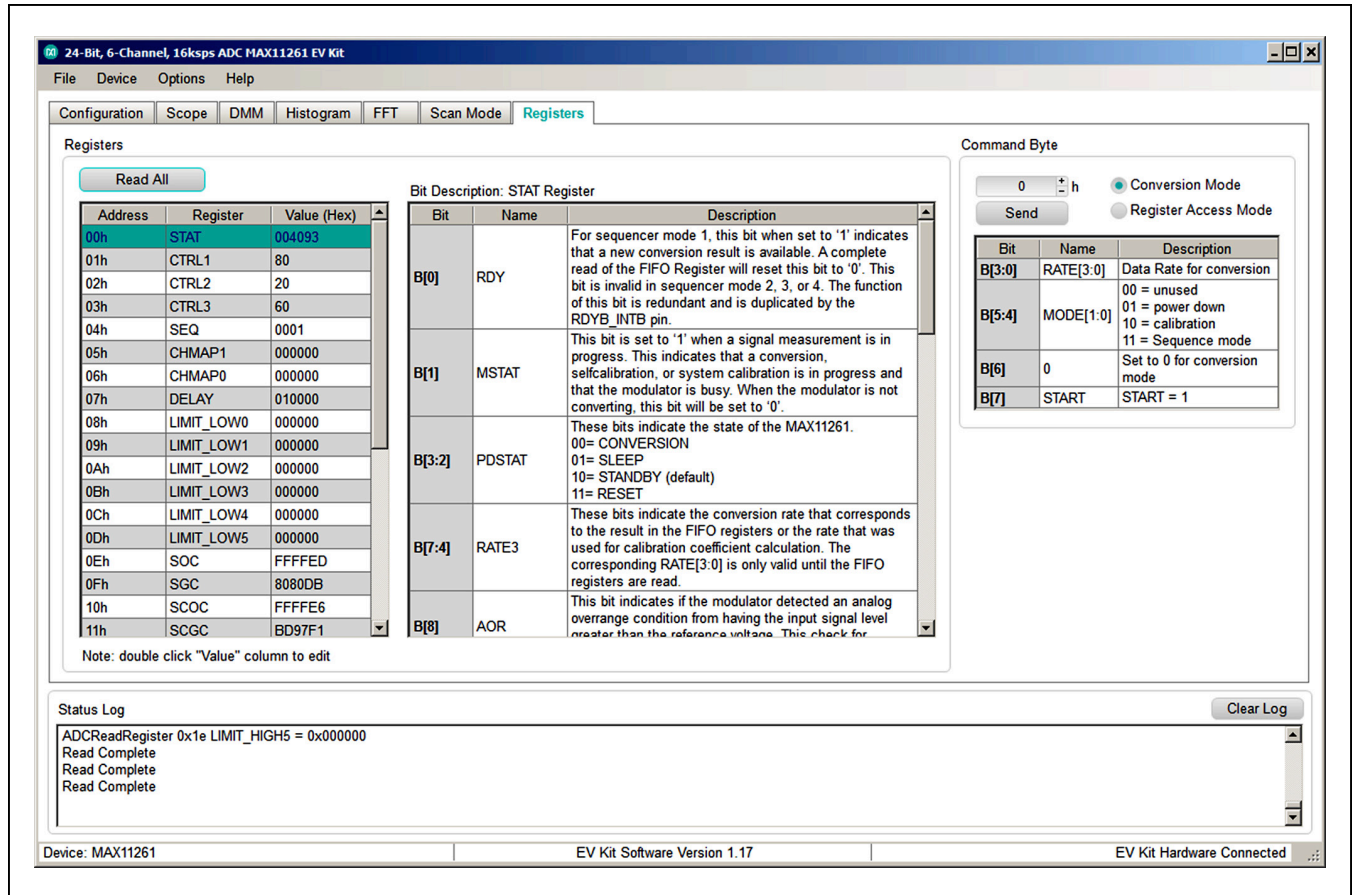 24-Bit, 6-Channel, 16ksps ADC MAX11261 EV Kit
File Device Options Help
Configuration Scope DMM Histogram FFT Scan Mode Registers
Registers
Read All
Address Register Value (Hex)
00h STAT 004093
01h CTRL1 80
02h CTRL2 20
03h CTRL3 60
04h SEQ 0001
05h CHMAP1 000000
06h CHMAP0 000000
07h DELAY 010000
08h LIMIT_LOW0 000000
09h LIMIT_LOW1 000000
0Ah LIMIT_LOW2 000000
0Bh LIMIT_LOW3 000000
0Ch LIMIT_LOW4 000000
0Dh LIMIT_LOW5 000000
0Eh SOC FFFFED
0Fh SGC 8080DB
10h SCOC FFFFE6
11h SCGC BD97F1
Note: double click "Value" column to edit
Bit Description: STAT Register
Bit Name Description
B[0] RDY
For sequencer mode 1, this bit when set to ‘1’ indicates
that a new conversion result is available. A complete
read of the FIFO Register will reset this bit to ‘0’. This
bit is invalid in sequencer mode 2, 3, or 4. The function
of this bit is redundant and is duplicated by the
RDYB_INTB pin.
B[1] MSTAT
This bit is set to ‘1’ when a signal measurement is in
progress. This indicates that a conversion,
selfcalibration, or system calibration is in progress and
that the modulator is busy. When the modulator is not
converting, this bit will be set to ‘0’.
B[3:2] PDSTAT
These bits indicate the state of the MAX11261.
00= CONVERSION
01= SLEEP
10= STANDBY (default)
11= RESET
B[7:4] RATE3
These bits indicate the conversion rate that corresponds
to the result in the FIFO registers or the rate that was
used for calibration coefficient calculation. The
corresponding RATE[3:0] is only valid until the FIFO
registers are read.
B[8] AOR
This bit indicates if the modulator detected an analog
overrange condition from having the input signal level
greater than the reference voltage. This check for
Command Byte
0 h
Conversion Mode
Send
Register Access Mode
Bit Name Description
B[3:0] RATE[3:0] Data Rate for conversion
B[5:4] MODE[1:0]
00 = unused
01 = power down
10 = calibration
11 = Sequence mode
B[6] 0
Set to 0 for conversion
mode
B[7] START START = 1
Status Log
Clear Log
ADCReadRegister 0x1e LIMIT_HIGH5 = 0x000000
Read Complete
Read Complete
Read Complete
Device: MAX11261
EV Kit Software Version 1.17
EV Kit Hardware Connected